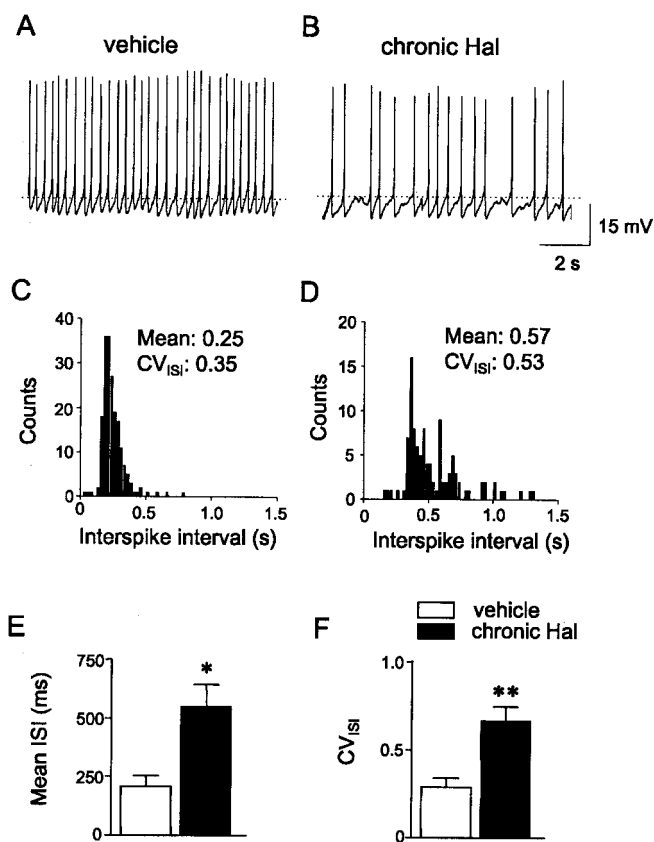 A
vehicle
B
chronic Hal
15 mV
2 s
C
Mean: 0.25
CV_ISI: 0.35
Counts
40
30
20
10
0
0
0.5
1.0
1.5
Interspike interval (s)
D
Mean: 0.57
CV_ISI: 0.53
Counts
20
15
10
5
0
0
0.5
1.0
1.5
Interspike interval (s)
vehicle
chronic Hal
E
Mean ISI (ms)
750
500
250
0
*
F
CV_ISI
1.0
0.5
0
**